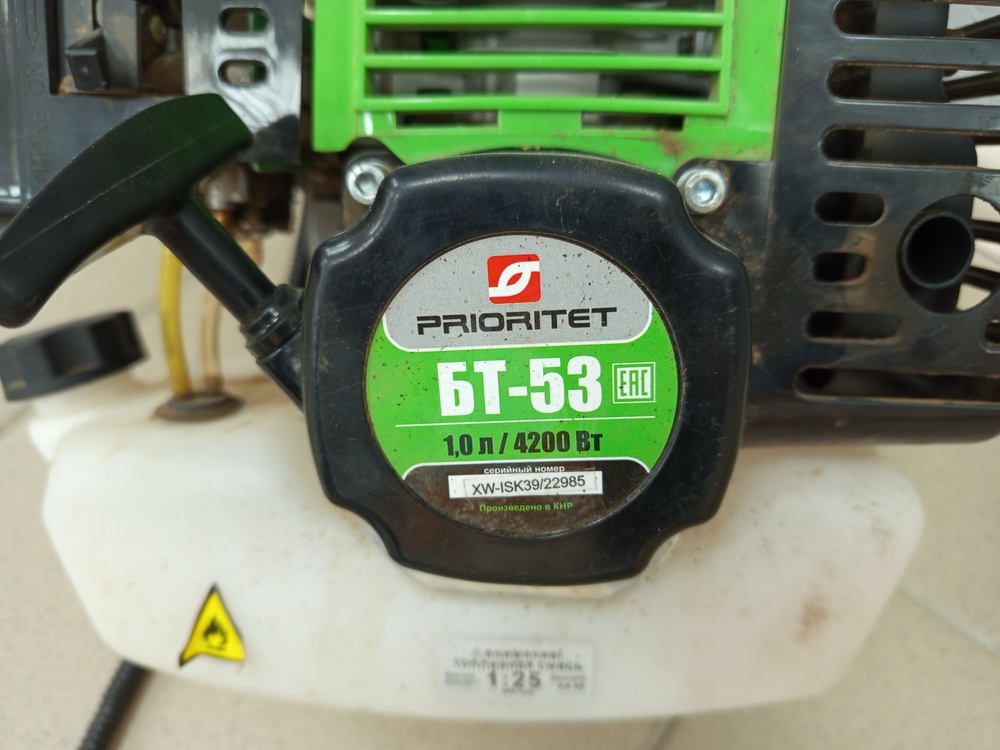 PRIORITET
БТ-53
EAC
1,0 л / 4200 Вт
серийный номер
XW-ISK39/22985
Произведено в КНР
1:25